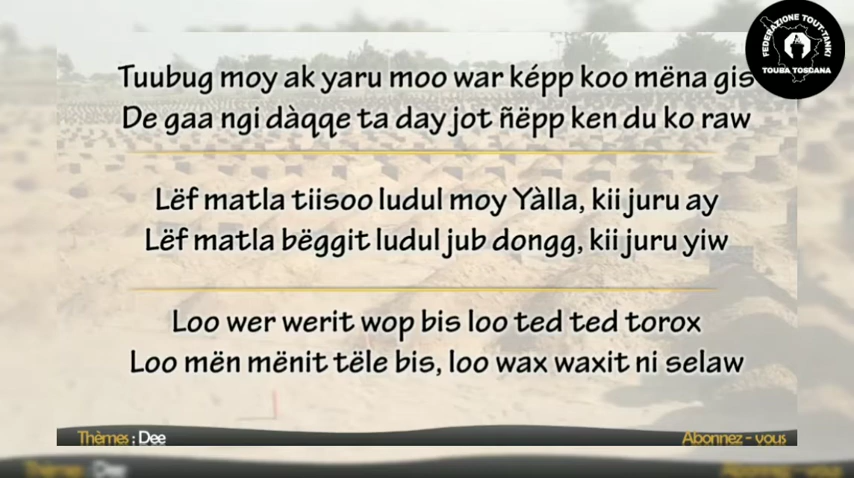 FEDERAZIONE TOUT-TANKI
TOUBA TOSCANA
Tuubug moy ak yaru moo war képp koo mëna gis
De gaa ngi dàqqe ta day jot ñëpp ken du ko raw
Lëf matla tiisoo ludul moy Yàlla, kii juru ay
Lëf matla bëggit ludul jub dongg, kii juru yiw
Loo wer werit wop bis loo ted ted torox
Loo mën mënit tële bis, loo wax waxit ni selaw
Thèmes : Dee
Abonnez - vous